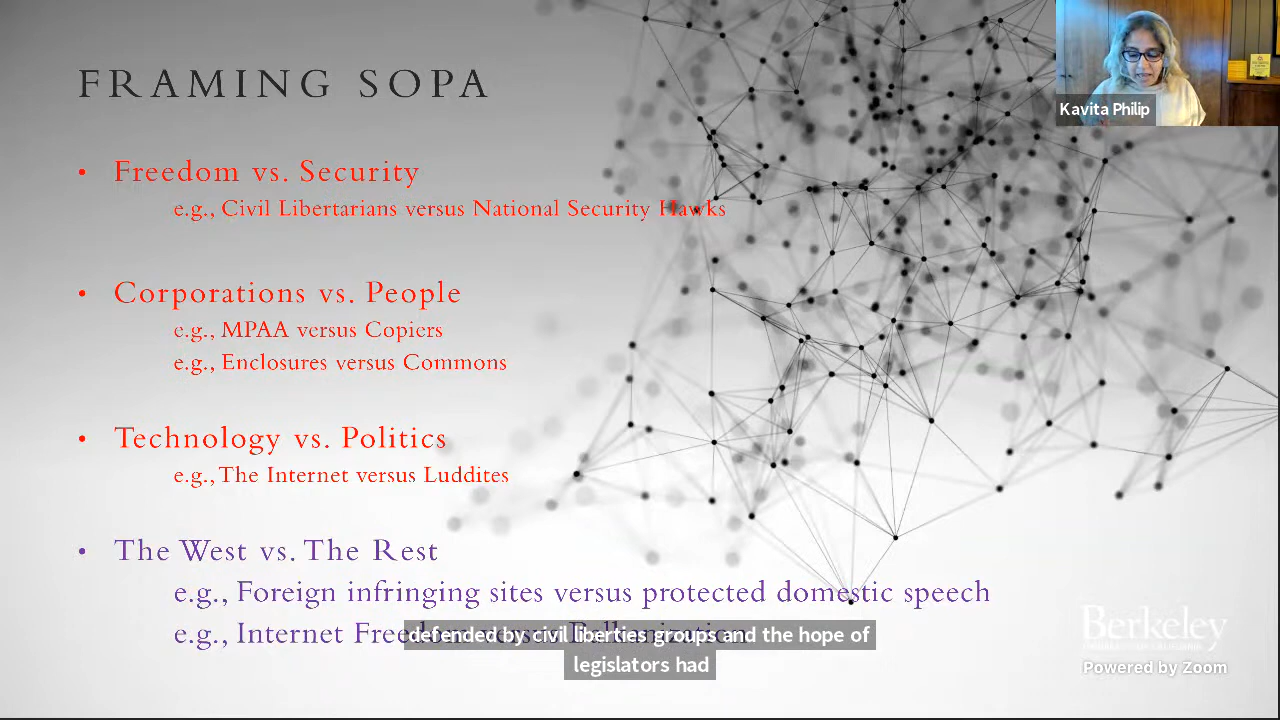 FRAMING SOPA
Kavita Philip
• Freedom vs. Security
e.g., Civil Libertarians versus National Security Hawks
• Corporations vs. People
e.g., MPAA versus Copiers
e.g., Enclosures versus Commons
• Technology vs. Politics
e.g., The Internet versus Luddites
• The West vs. The Rest
e.g., Foreign infringing sites versus protected domestic speech
e.g., Internet Freedom versus Balkanization
defended by civil liberties groups and the hope of
legislators had
Berkeley
Powered by Zoom